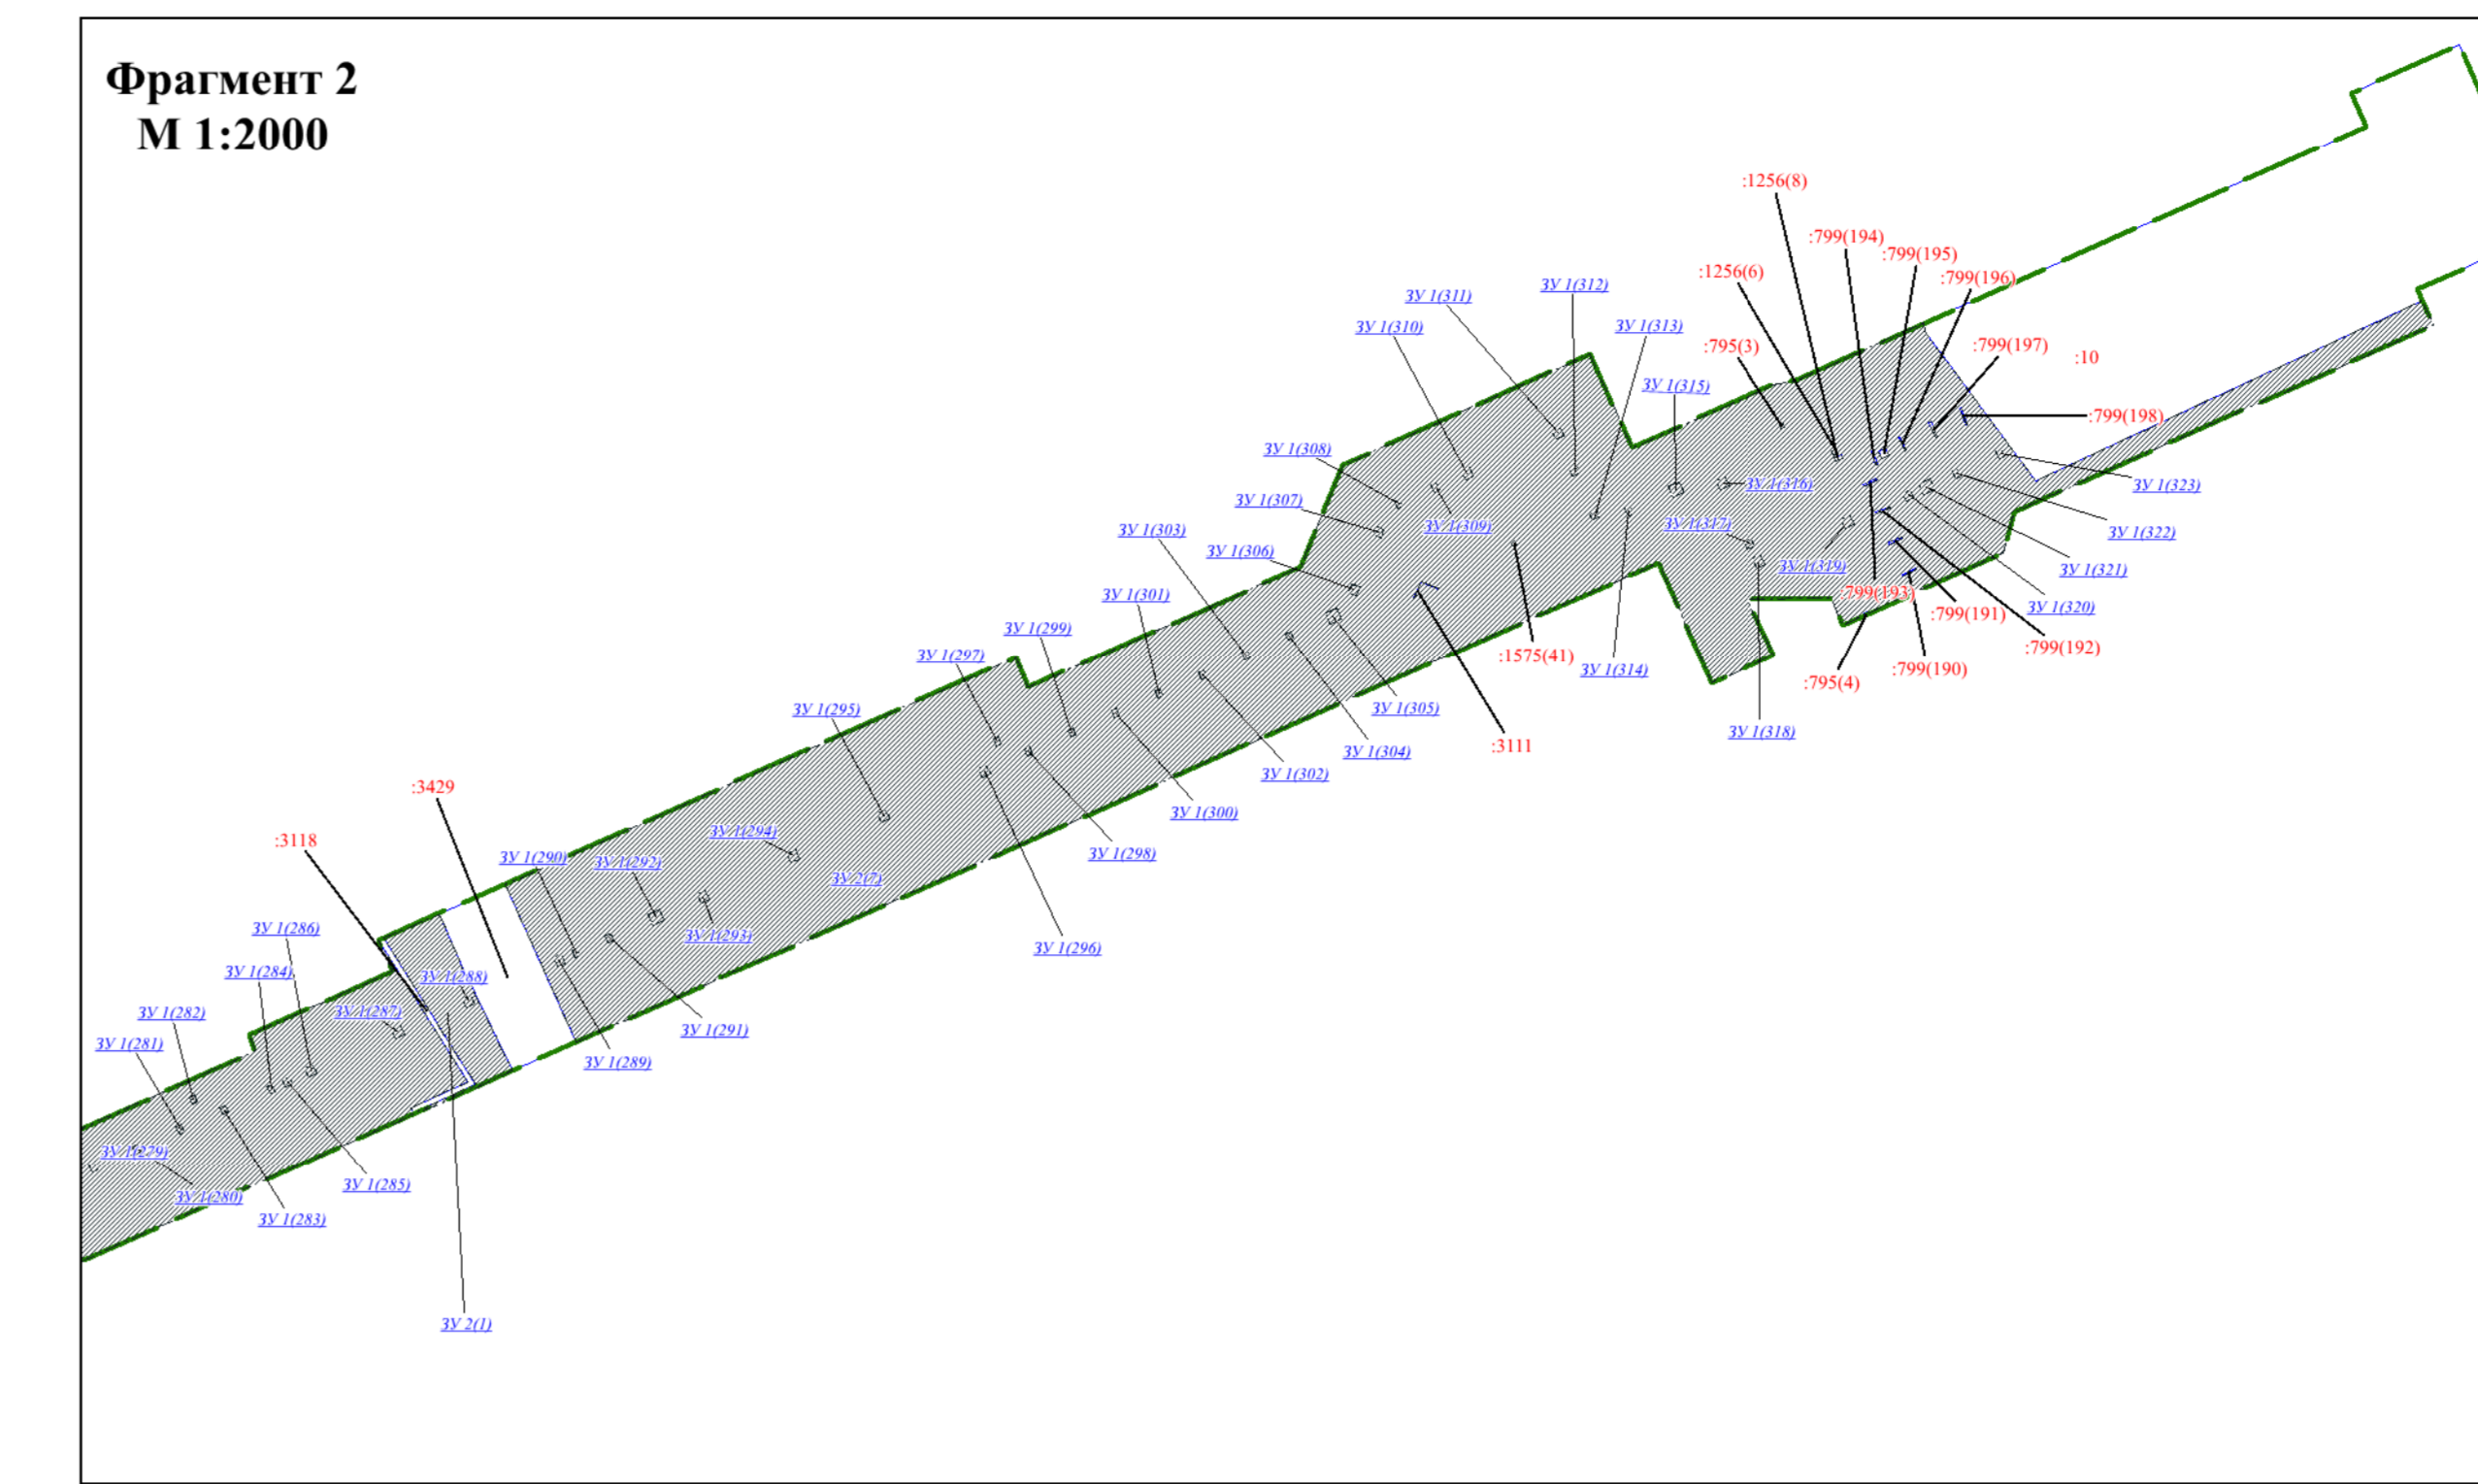 Фрагмент 2
М 1:2000
:1256(8)
:799(194)
:799(195)
:1256(6)
:799(196)
ЗУ 1(312)
ЗУ 1(311)
ЗУ 1(310)
ЗУ 1(313)
:795(3)
:799(197)
:10
ЗУ 1(315)
:799(198)
ЗУ 1(308)
ЗУ 1(316)
ЗУ 1(323)
ЗУ 1(307)
ЗУ 1(309)
ЗУ 1(317)
ЗУ 1(303)
ЗУ 1(322)
ЗУ 1(306)
ЗУ 1(319)
ЗУ 1(321)
ЗУ 1(301)
:799(193)
ЗУ 1(320)
:799(191)
ЗУ 1(299)
:799(192)
ЗУ 1(297)
:1575(41)
ЗУ 1(314)
:799(190)
:795(4)
ЗУ 1(295)
ЗУ 1(305)
ЗУ 1(318)
:3111
ЗУ 1(304)
ЗУ 1(302)
:3429
ЗУ 1(300)
ЗУ 1(294)
:3118
ЗУ 1(298)
ЗУ 1(290)
ЗУ 1(292)
ЗУ 2(7)
ЗУ 1(286)
ЗУ 1(293)
ЗУ 1(296)
ЗУ 1(284)
ЗУ 1(288)
ЗУ 1(282)
ЗУ 1(287)
ЗУ 1(291)
ЗУ 1(281)
ЗУ 1(289)
ЗУ 1(279)
ЗУ 1(285)
ЗУ 1(280)
ЗУ 1(283)
ЗУ 2(1)